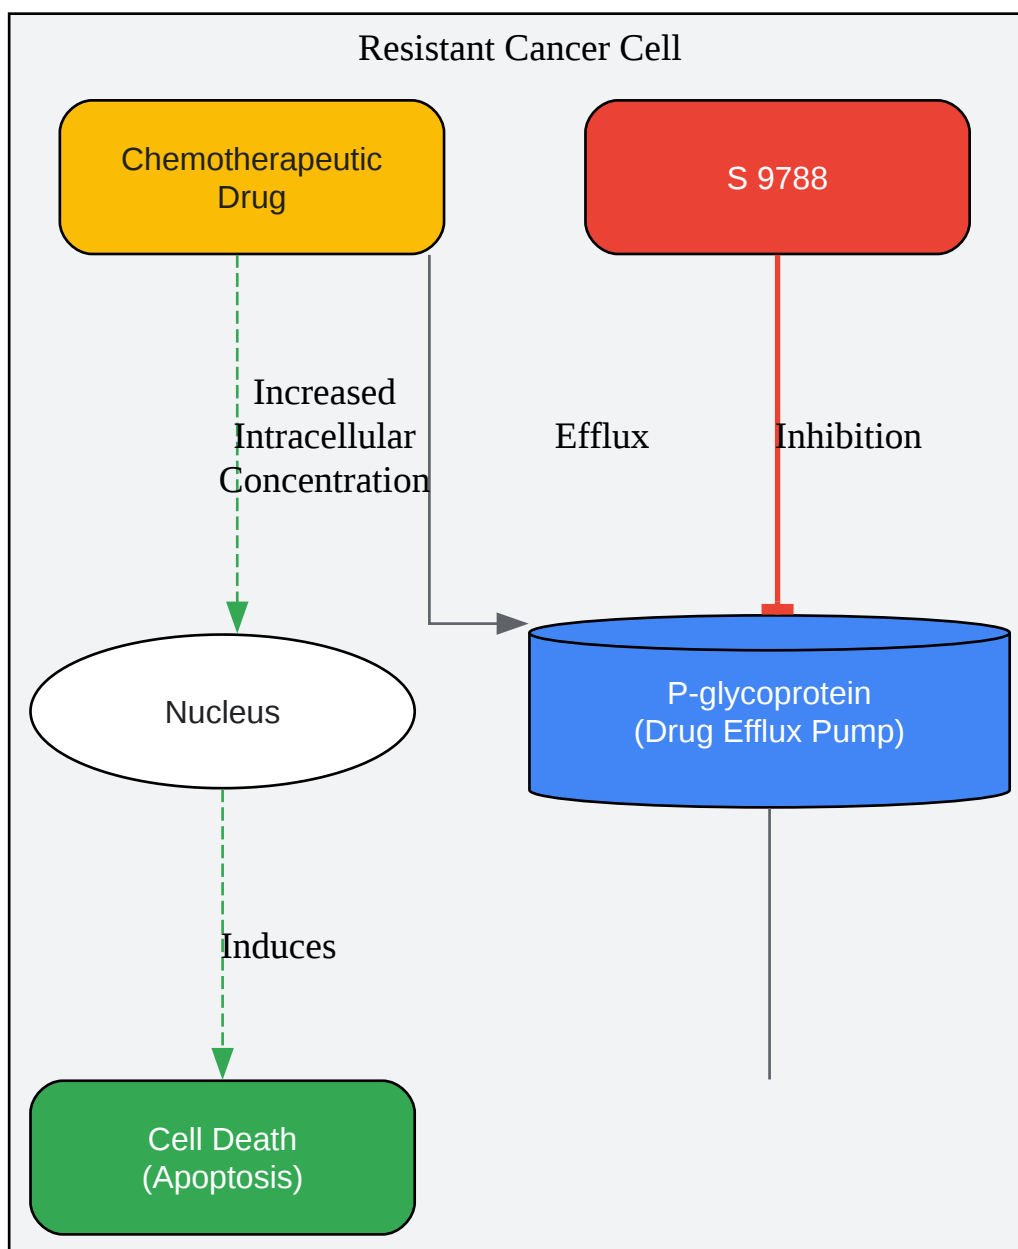 Resistant Cancer Cell
Chemotherapeutic
Drug
S 9788
Increased
Intracellular
Concentration
Efflux
Inhibition
Nucleus
P-glycoprotein
(Drug Efflux Pump)
Induces
Cell Death
(Apoptosis)